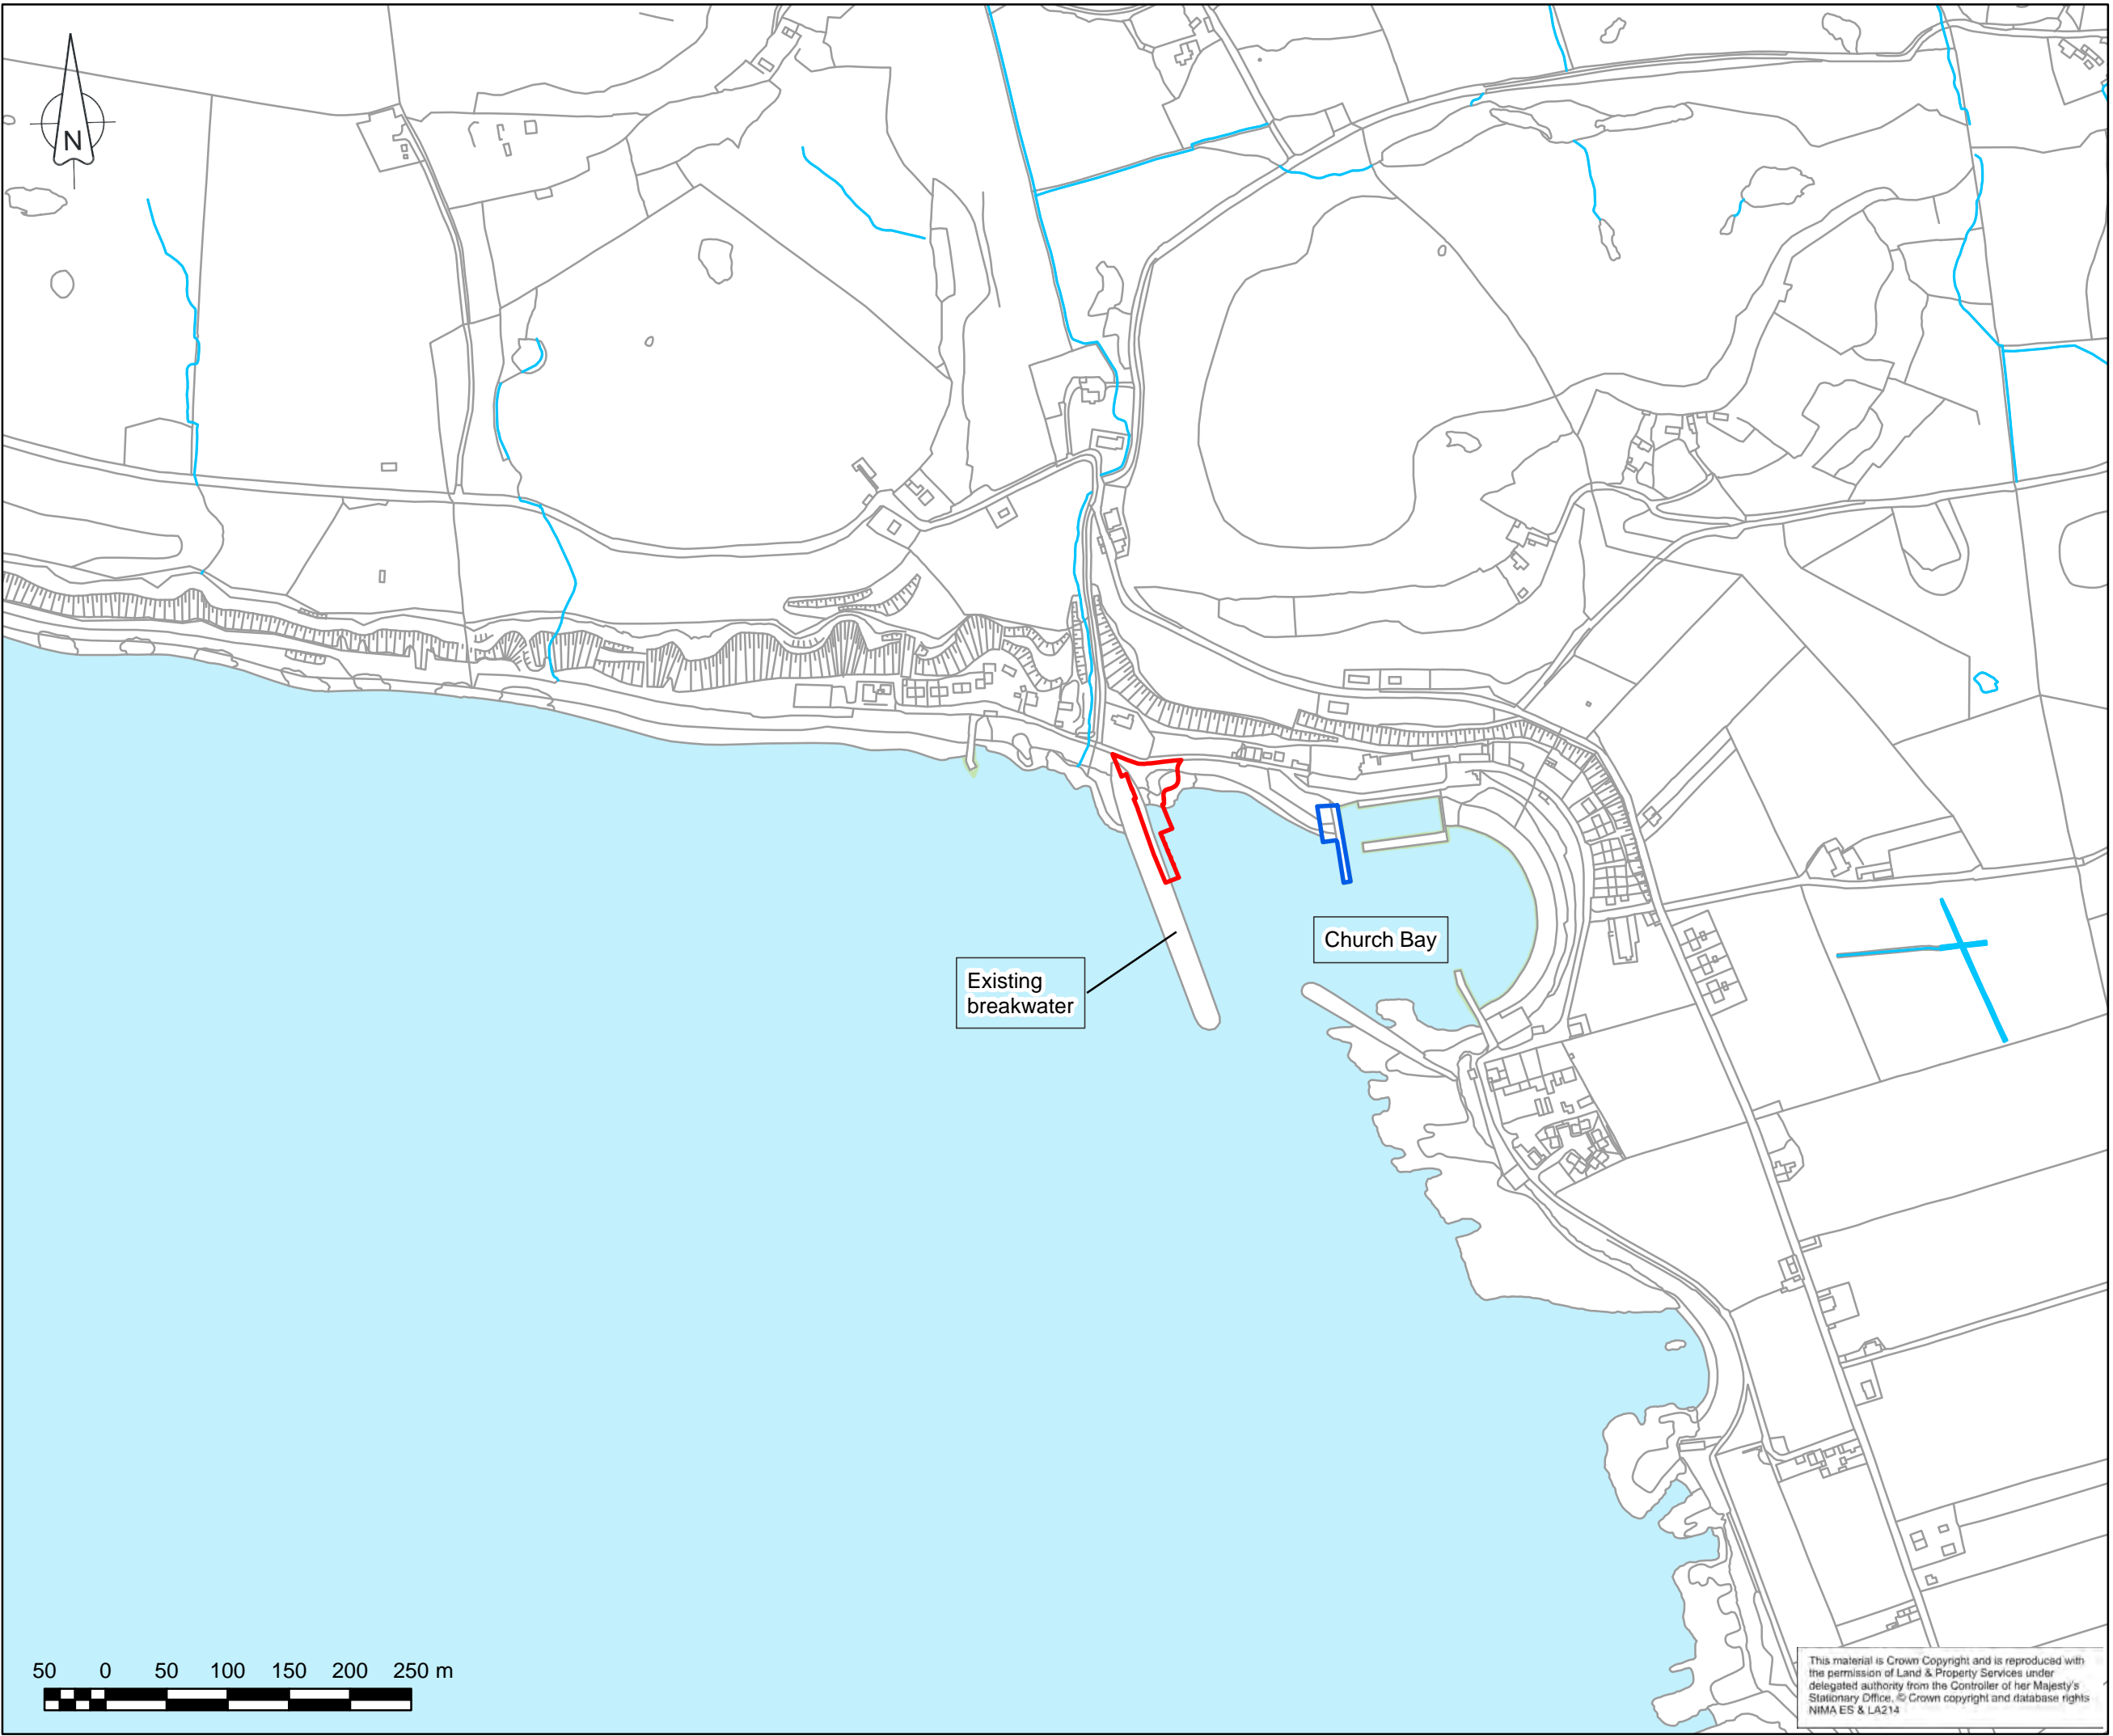 N
Church Bay
Existing
breakwater
50 0 50 100 150 200 250 m
This material is Crown Copyright and is reproduced with
the permission of Land & Property Services under
delegated authority from the Controller of her Majesty's
Stationary Office, © Crown copyright and database rights
NIMA ES & LA214